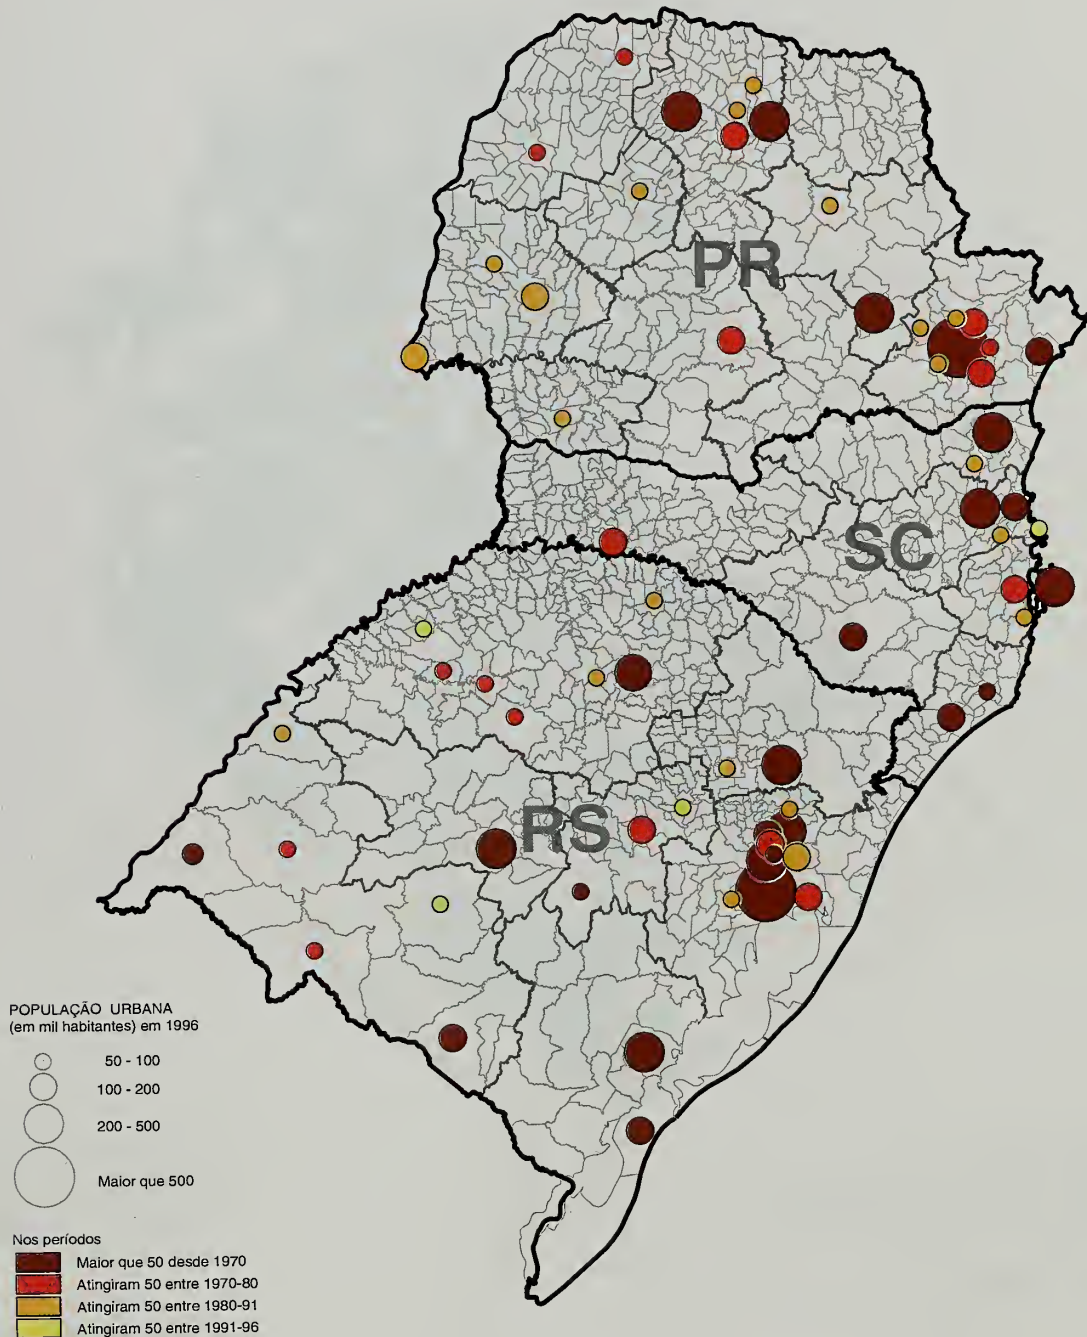 PR
SC
RS
POPULAÇÃO URBANA
(em mil habitantes) em 1996
50 - 100
100 - 200
200 - 500
Maior que 500
Nos períodos
Maior que 50 desde 1970
Atingiram 50 entre 1970-80
Atingiram 50 entre 1980-91
Atingiram 50 entre 1991-96